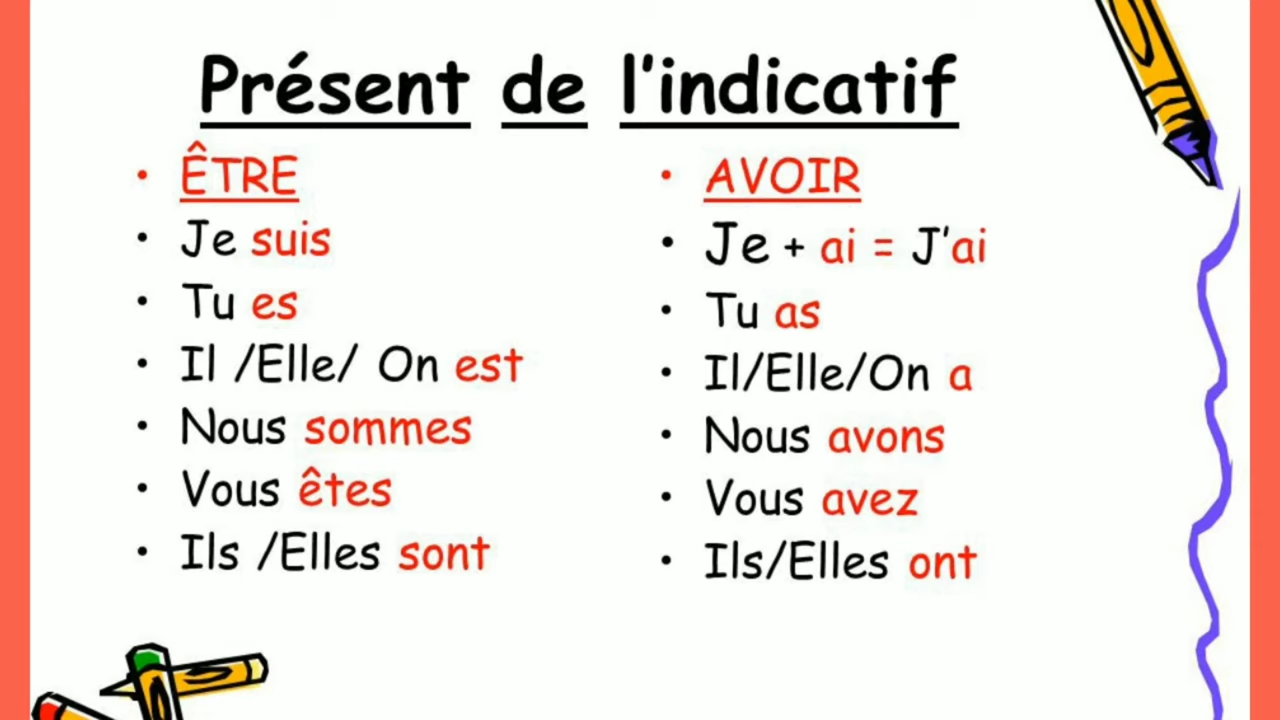 Présent de l'indicatif
• ÊTRE
• Je suis
• Tu es
• Il /Elle/ On est
• Nous sommes
• Vous êtes
• Ils /Elles sont
• AVOIR
• Je + ai = J'ai
• Tu as
• Il/Elle/On a
• Nous avons
• Vous avez
• Ils/Elles ont